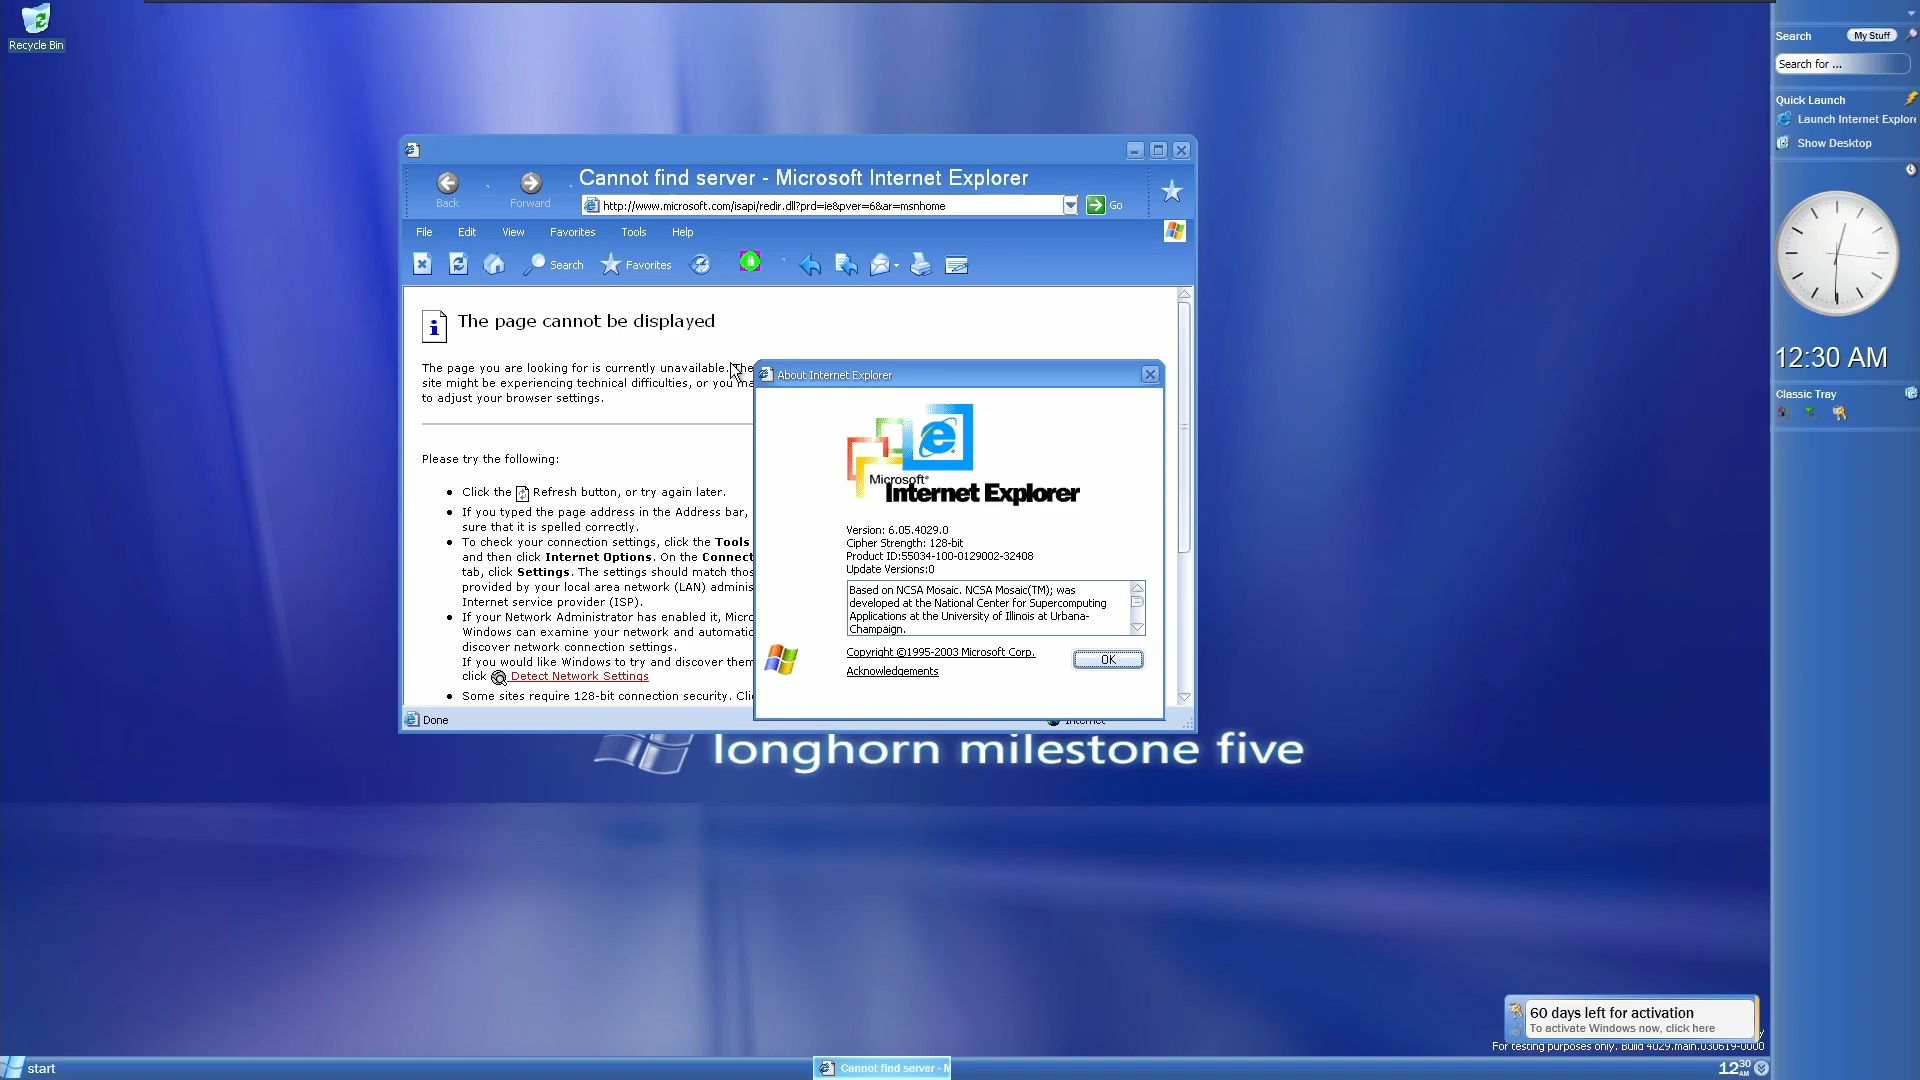 Recycle Bin
Cannot find server - Microsoft Internet Explorer
Back
Forward
http://www.microsoft.com/isapi/redir.dll?prd=ie&pver=6&ar=msnhome
Go
File Edit View Favorites Tools Help
Search Favorites
The page cannot be displayed
The page you are looking for is currently unavailable. The
site might be experiencing technical difficulties, or you ma
to adjust your browser settings.
Please try the following:
Click the Refresh button, or try again later.
If you typed the page address in the Address bar,
sure that it is spelled correctly.
To check your connection settings, click the Tools
and then click Internet Options. On the Connect
tab, click Settings. The settings should match thos
provided by your local area network (LAN) adminis
Internet service provider (ISP).
If your Network Administrator has enabled it, Micro
Windows can examine your network and automatic
discover network connection settings.
If you would like Windows to try and discover them
click Detect Network Settings
Some sites require 128-bit connection security. Cli
Done
Internet
About Internet Explorer
Microsoft®
Internet Explorer
Version: 6.05.4029.0
Cipher Strength: 128-bit
Product ID:55034-100-0129002-32408
Update Versions:0
Based on NCSA Mosaic. NCSA Mosaic(TM); was
developed at the National Center for Supercomputing
Applications at the University of Illinois at Urbana-
Champaign.
Copyright ©1995-2003 Microsoft Corp.
Acknowledgements
OK
longhorn milestone five
Search My Stuff
Search for ...
Quick Launch
Launch Internet Explore
Show Desktop
12:30 AM
Classic Tray
60 days left for activation
To activate Windows now, click here
For testing purposes only. Build 4029.main.030619-0000
start
Cannot find server - M
12 30 AM